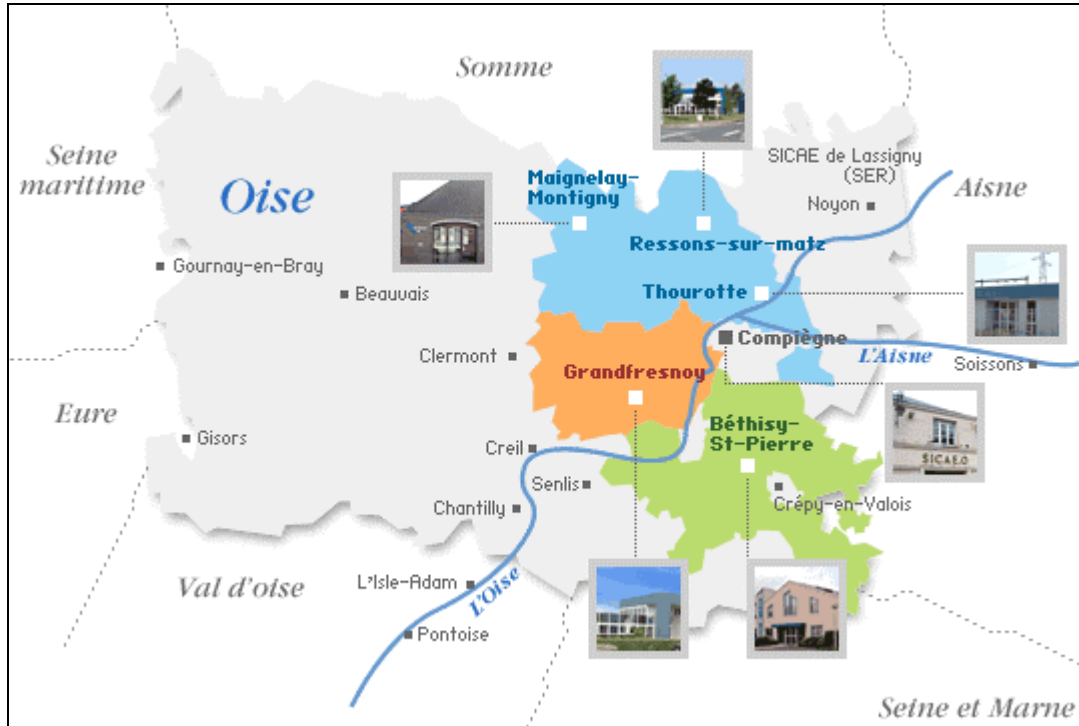 Somme
Seine
maritime
Oise
Maignelay-
Montigny
SICAE de Lassigny
(SER)
Noyon
Aisne
Ressons-sur-matz
Gournay-en-Bray
Beauvais
Thourotte
Compiègne
L'Aisne
Soissons
Clermont
Grandfresnoy
Eure
Gisors
Béthisy-
St-Pierre
Creil
S I C A E . O
Senlis
Crépy-en-Valois
Chantilly
Val d'oise
L'Isle-Adam
L'Oise
Pontoise
Seine et Marne